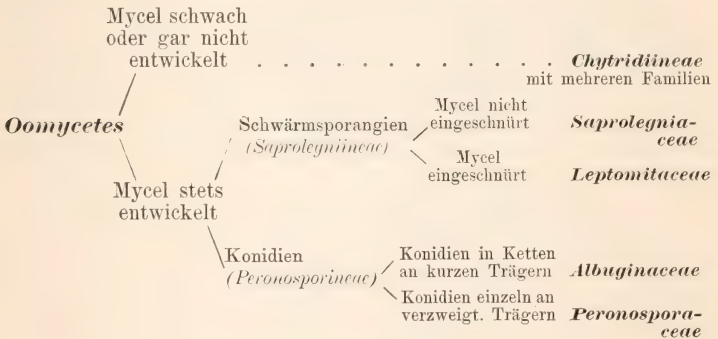 Mycel schwach
oder gar nicht
entwickelt . . . . . . . . . . . . Chytridiineae
mit mehreren Familien
Oomycetes
Schwärmsporangien
(Saprolegniineae)
Mycel nicht
eingeschnürt
Saprolegnia-
ceae
Mycel
eingeschnürt
Leptomitaceae
Mycel stets
entwickelt
Konidien
(Peronosporineae)
Konidien in Ketten
an kurzen Trägern
Albuginaceae
Konidien einzeln an
verzweigt. Trägern
Peronospora-
ceae